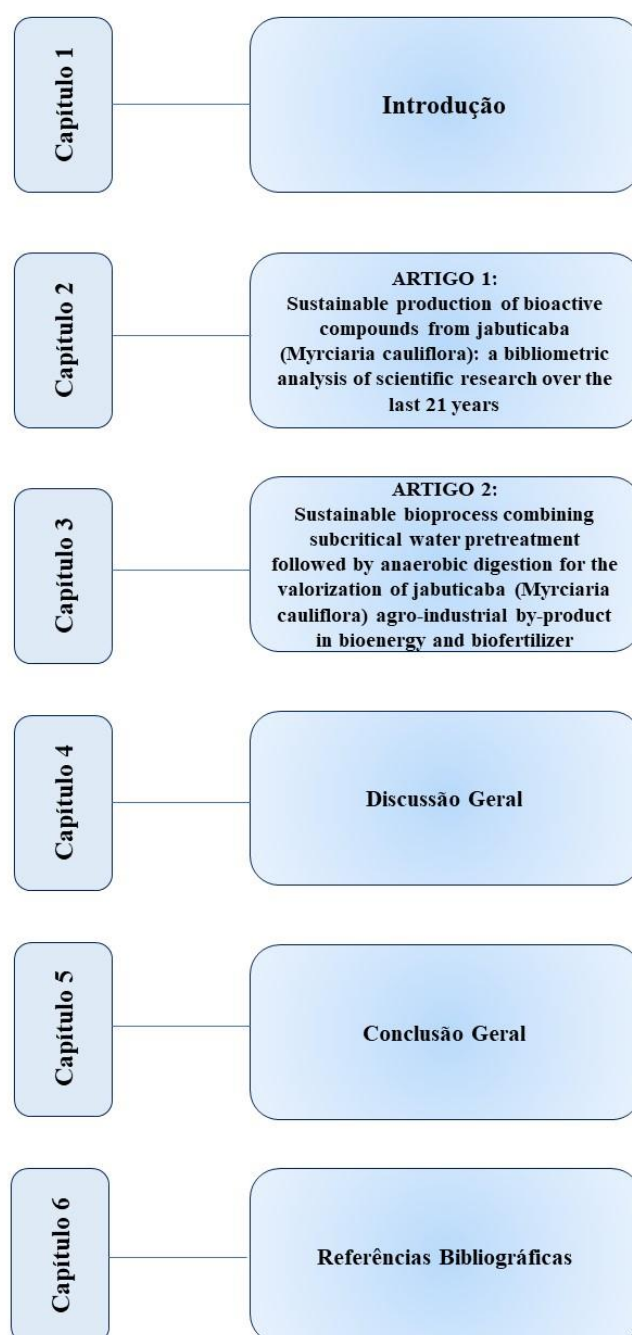 Capítulo 1
Introdução
Capítulo 2
ARTIGO 1:
Sustainable production of bioactive
compounds from jabuticaba
(Myrciaria cauliflora): a bibliometric
analysis of scientific research over the
last 21 years
Capítulo 3
ARTIGO 2:
Sustainable bioprocess combining
subcritical water pretreatment
followed by anaerobic digestion for the
valorization of jabuticaba (Myrciaria
cauliflora) agro-industrial by-product
in bioenergy and biofertilizer
Capítulo 4
Discussão Geral
Capítulo 5
Conclusão Geral
Capítulo 6
Referências Bibliográficas